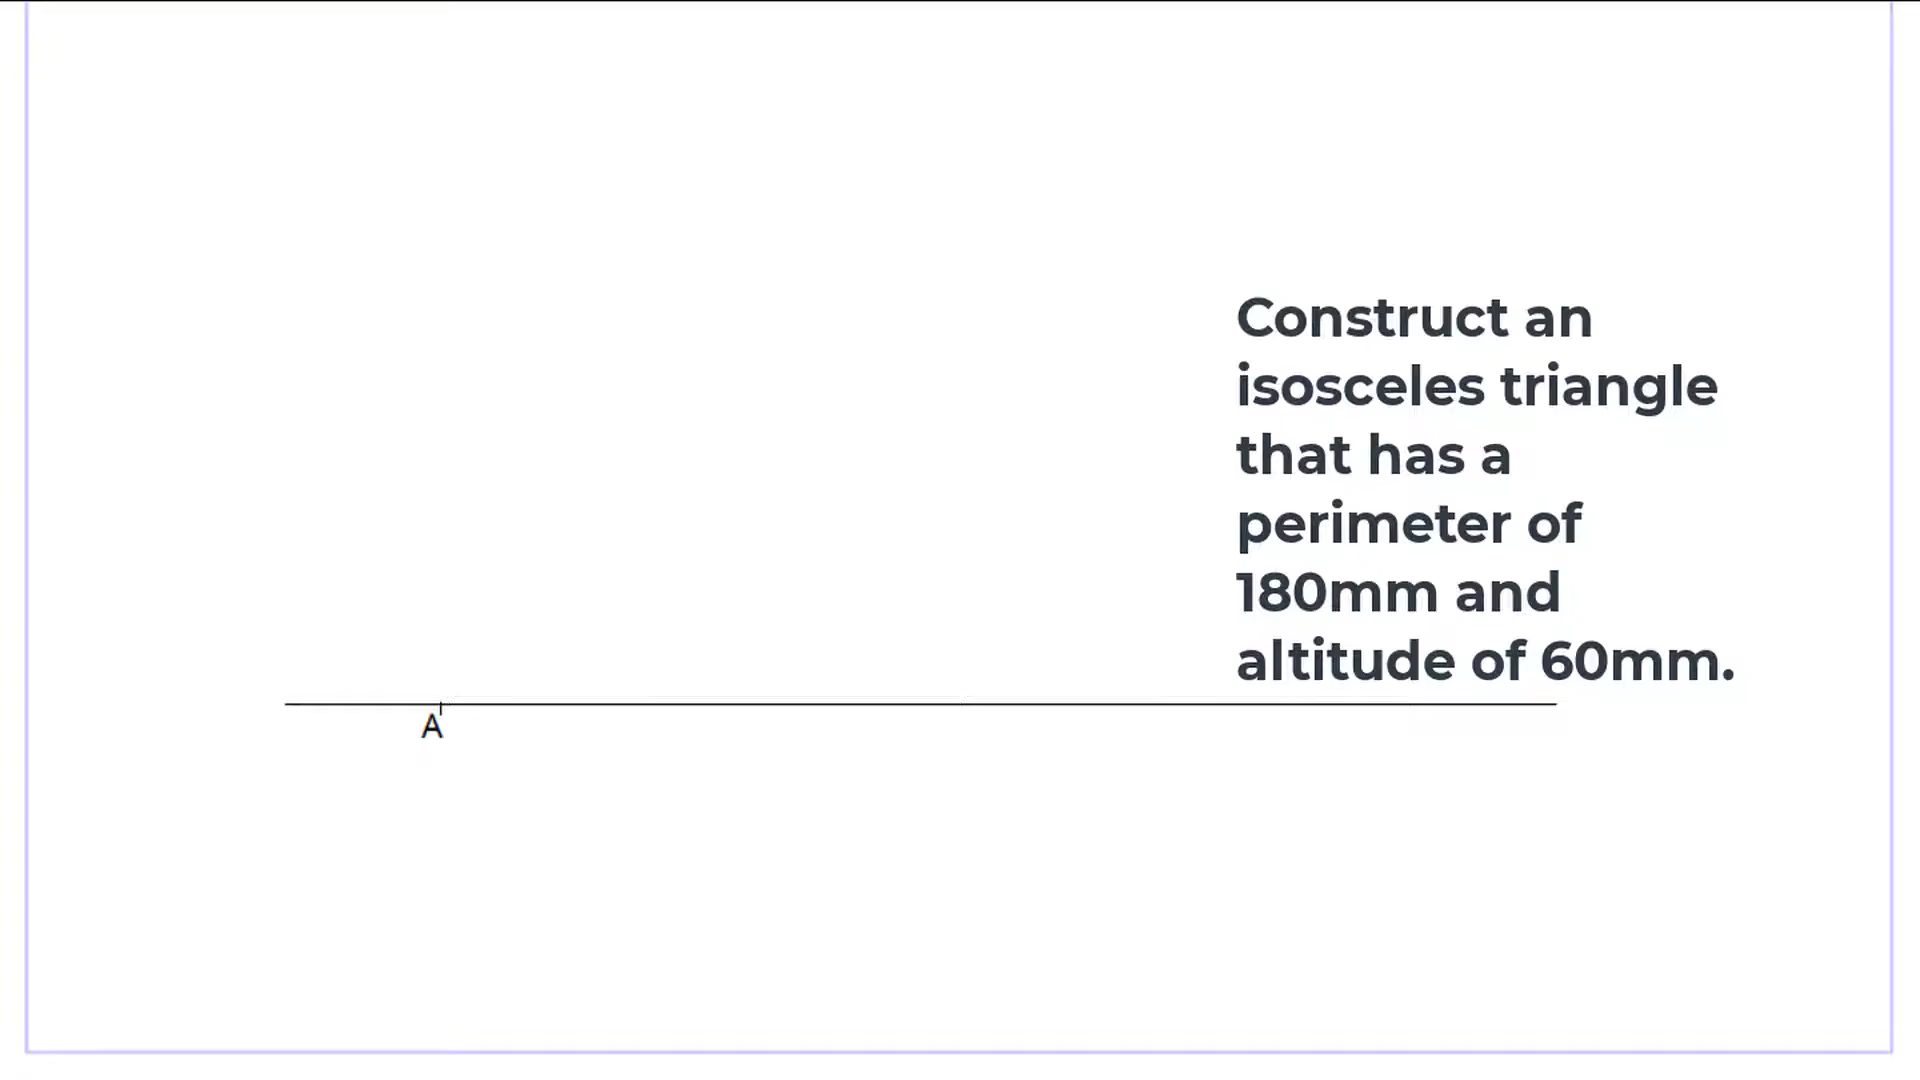 Construct an
isosceles triangle
that has a
perimeter of
180mm and
altitude of 60mm.
A